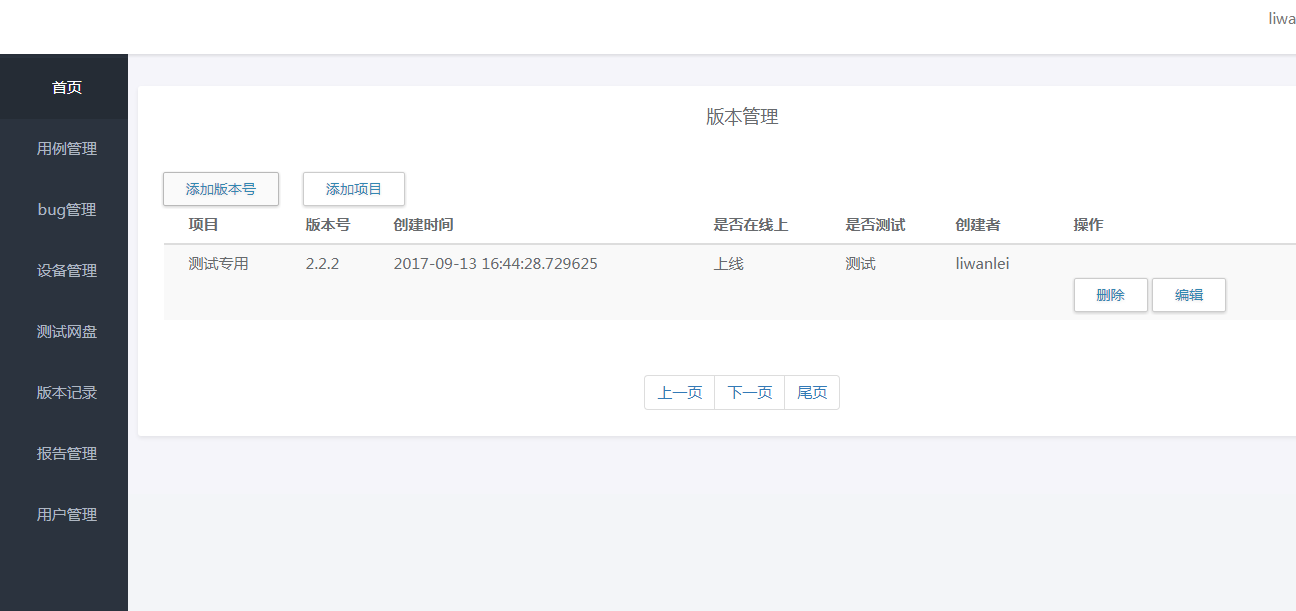 liwa
首页
用例管理
bug管理
设备管理
测试网盘
版本记录
报告管理
用户管理
版本管理
添加版本号 添加项目
项目 版本号 创建时间 是否在线上 是否测试 创建者 操作
测试专用 2.2.2 2017-09-13 16:44:28.729625 上线 测试 liwanlei
删除 编辑
上一页 下一页 尾页